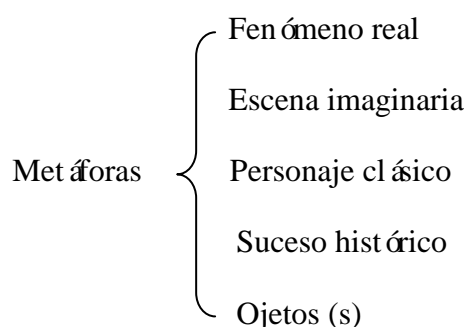 Fenómeno real
Escena imaginaria
Metáforas
Personaje clásico
Suceso histórico
Ojetos (s)